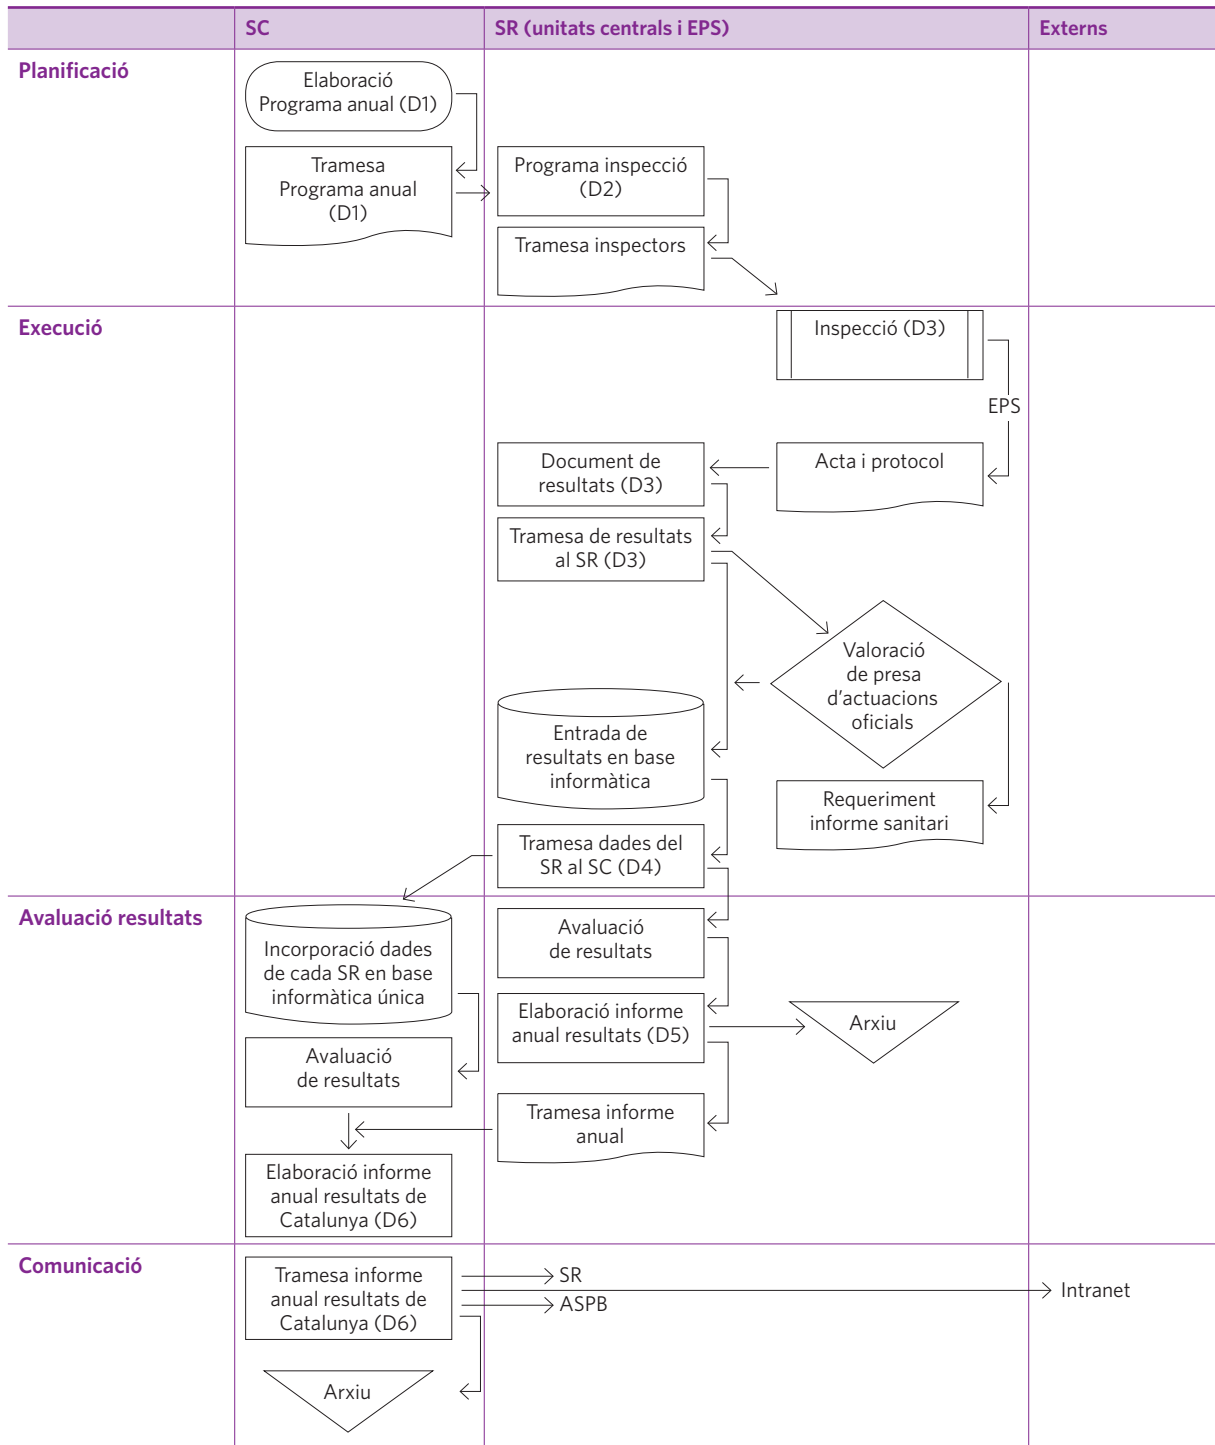 SC
SR (unitats centrals i EPS)
Externs
Planificació
Elaboració
Programa anual (D1)
Tramesa
Programa anual
(D1)
Programa inspecció
(D2)
Tramesa inspectors
Execució
Inspecció (D3)
EPS
Acta i protocol
Document de
resultats (D3)
Tramesa de resultats
al SR (D3)
Valoració
de presa
d'actuacions
oficials
Entrada de
resultats en base
informàtica
Requeriment
informe sanitari
Tramesa dades del
SR al SC (D4)
Avaluació resultats
Incorporació dades
de cada SR en base
informàtica única
Avaluació
de resultats
Elaboració informe
anual resultats (D5)
Arxiu
Avaluació
de resultats
Tramesa informe
anual
Elaboració informe
anual resultats de
Catalunya (D6)
Comunicació
Tramesa informe
anual resultats de
Catalunya (D6)
SR
Intranet
ASPB
Arxiu